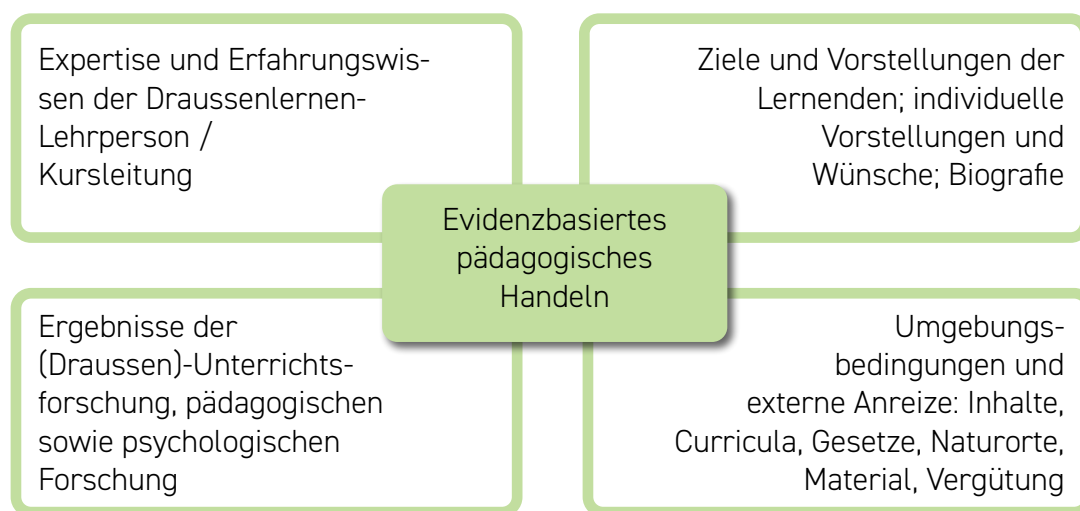 Expertise und Erfahrungswis-
sen der Draussenlernen-
Lehrperson /
Kursleitung
Ziele und Vorstellungen der
Lernenden; individuelle
Vorstellungen und
Wünsche; Biografie
Evidenzbasiertes
pädagogisches
Handeln
Ergebnisse der
(Draussen)-Unterrichts-
forschung, pädagogischen
sowie psychologischen
Forschung
Umgebungs-
bedingungen und
externe Anreize: Inhalte,
Curricula, Gesetze, Naturorte,
Material, Vergütung